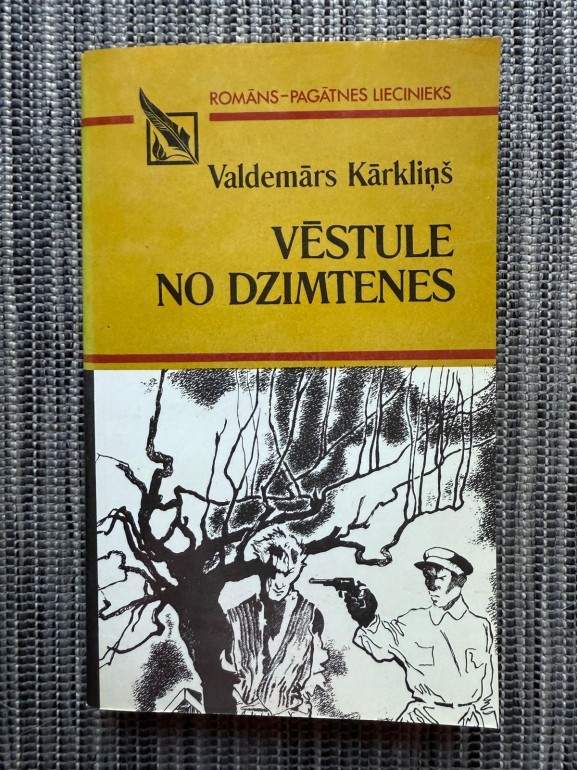 ROMĀNS-PAGĀTNES LIECINIEKS
Valdemārs Kārkliņš
VĒSTULE
NO DZIMTENES